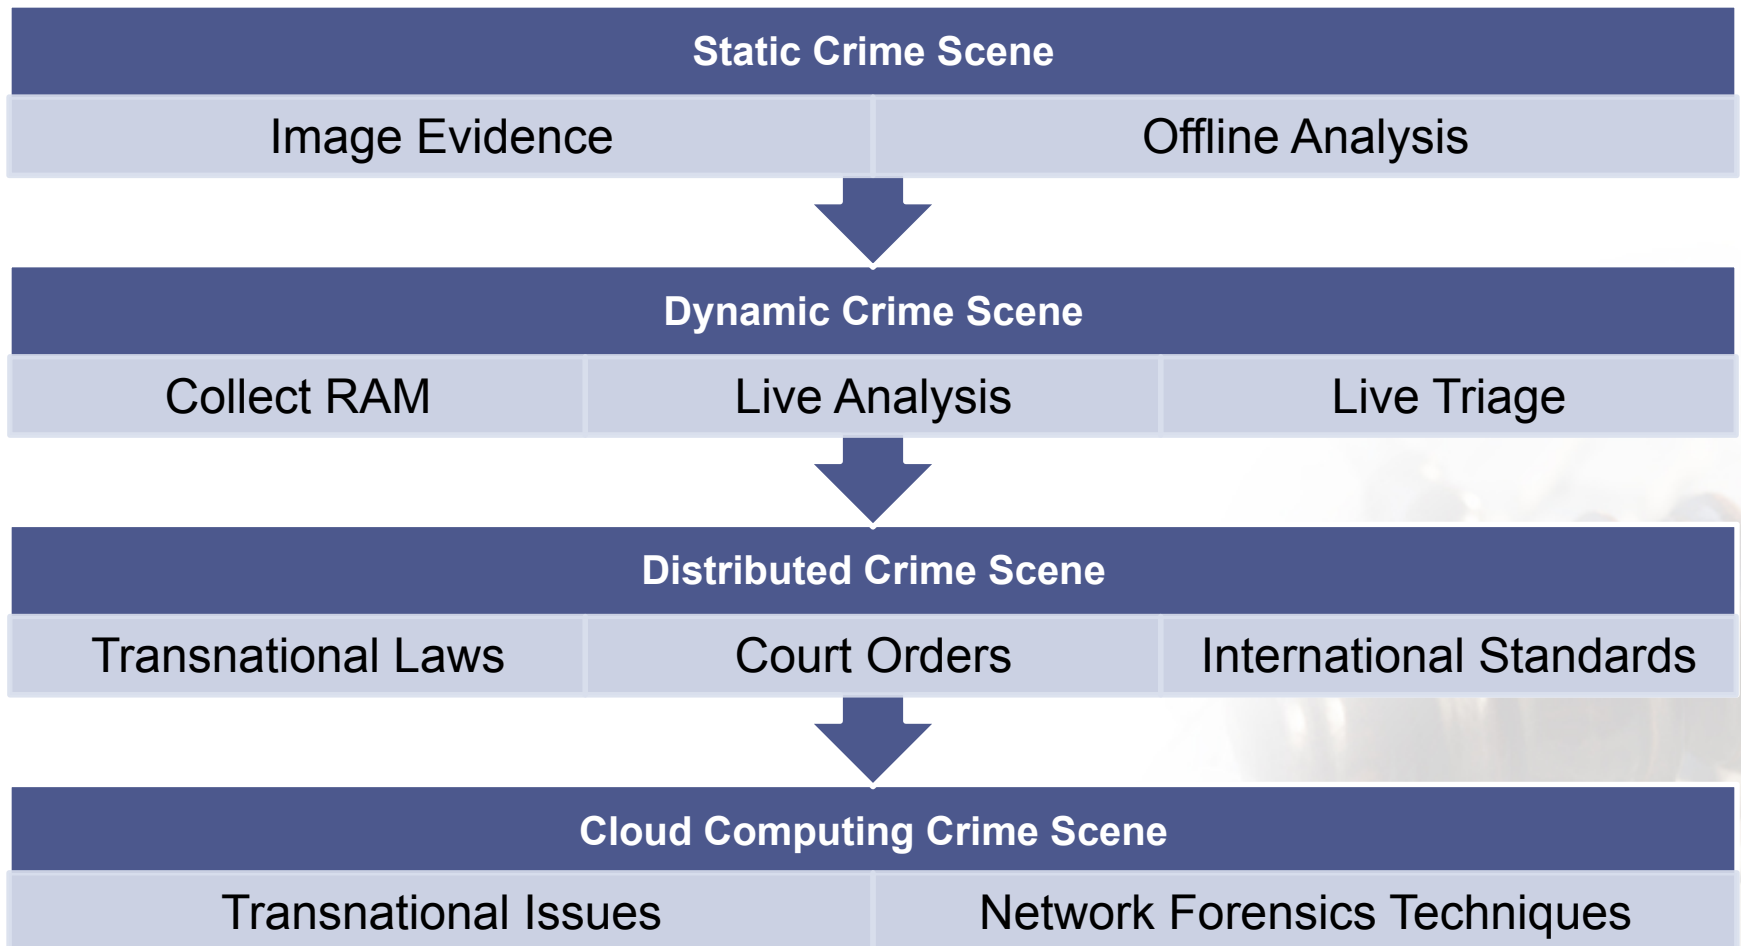 Static Crime Scene
Image Evidence
Offline Analysis
Dynamic Crime Scene
Collect RAM
Live Analysis
Live Triage
Distributed Crime Scene
Transnational Laws
Court Orders
International Standards
Cloud Computing Crime Scene
Transnational Issues
Network Forensics Techniques